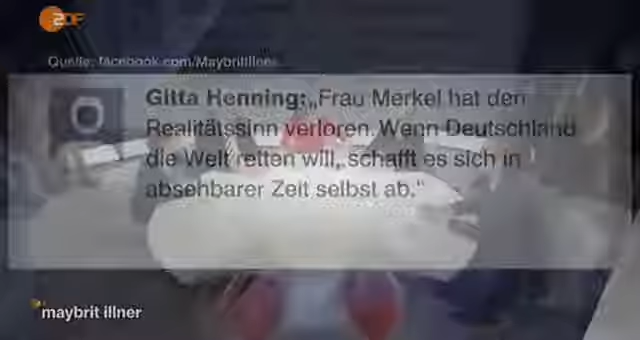 ZDF
Quelle: facebook.com/MaybritIllner
Gitta Henning: „Frau Merkel hat den
Realitätssinn verloren. Wenn Deutschland
die Welt retten will, schafft es sich in
absehbarer Zeit selbst ab.“
maybrit illner